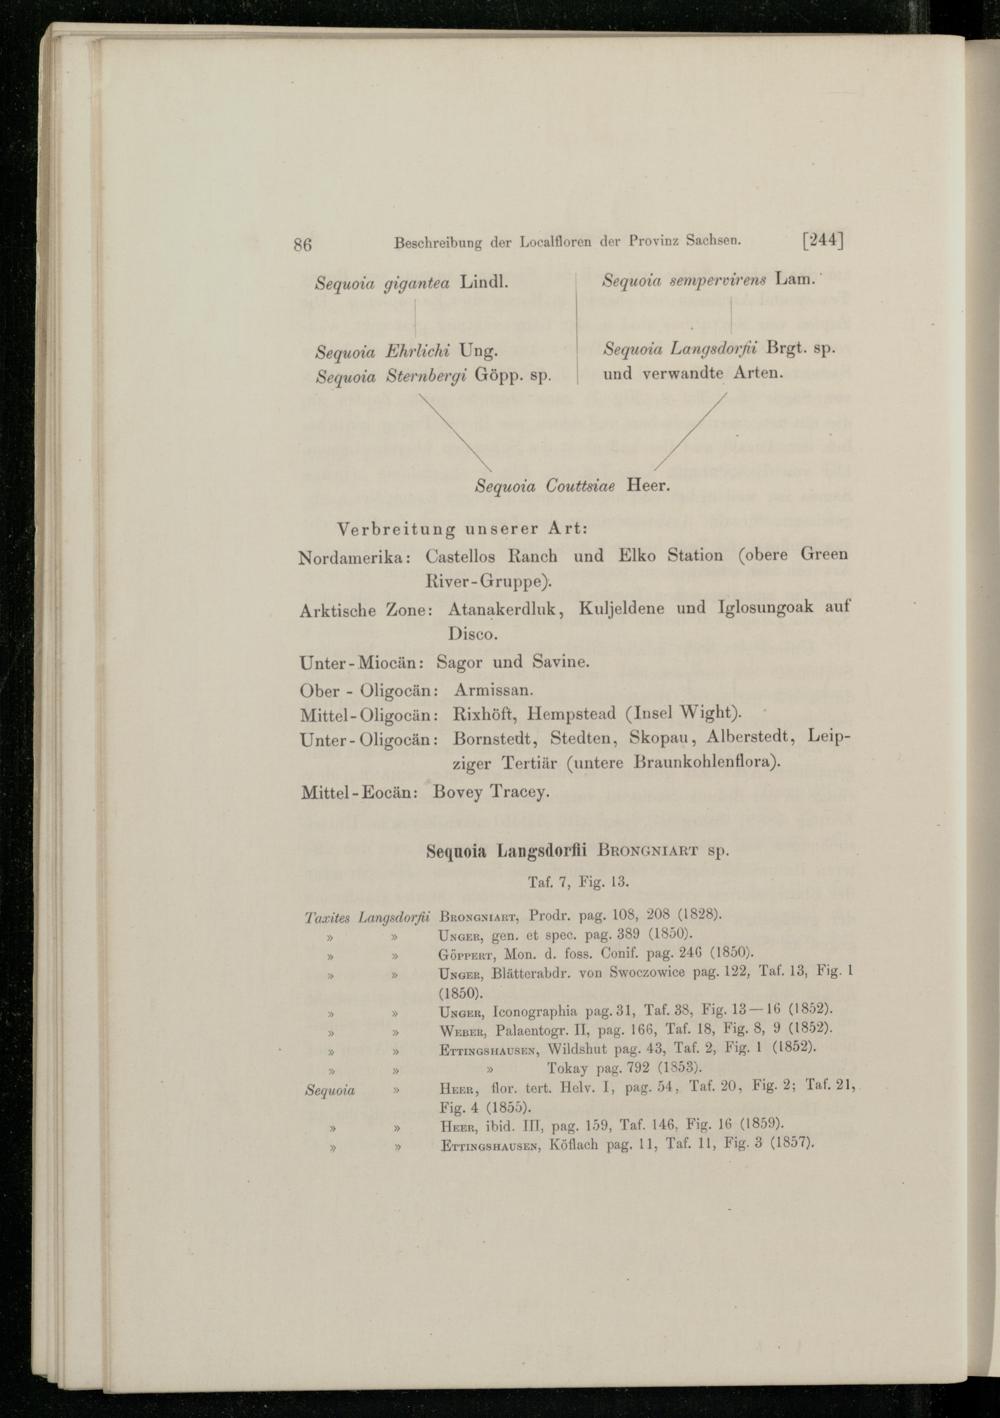 86 Beschreibung der Localfloren der Provinz Sachsen. [244]
Sequoia gigantea Lindl. Sequoia sempervirens Lam.
Sequoia Ehrlichi Ung. Sequoia Langsdorfii Brgt. sp.
Sequoia Sternbergi Göpp. sp. und verwandte Arten.
Sequoia Couttsiae Heer.
Verbreitung unserer Art:
Nordamerika: Castellos Ranch und Elko Station (obere Green
River-Gruppe).
Arktische Zone: Atanakerdluk, Kuljeldene und Iglosungoak auf
Disco.
Unter-Miocän: Sagor und Savine.
Ober - Oligocän: Armissan.
Mittel-Oligocän: Rixhöft, Hempstead (Insel Wight).
Unter-Oligocän: Bornstedt, Stedten, Skopau, Alberstedt, Leip-
ziger Tertiär (untere Braunkohlenflora).
Mittel-Eocän: Bovey Tracey.
Sequoia Langsdorfii Brongniart sp.
Taf. 7, Fig. 13.
Taxites Langsdorfii Brongniart, Prodr. pag. 108, 208 (1828).
» » Unger, gen. et spec. pag. 389 (1850).
» » Göppert, Mon. d. foss. Conif. pag. 246 (1850).
» » Unger, Blätterabdr. von Swoczowice pag. 122, Taf. 13, Fig. 1
(1850).
» » Unger, Iconographia pag. 31, Taf. 38, Fig. 13—16 (1852).
» » Weber, Palaentogr. II, pag. 166, Taf. 18, Fig. 8, 9 (1852).
» » Ettingshausen, Wildshut pag. 43, Taf. 2, Fig. 1 (1852).
» » » Tokay pag. 792 (1853).
Sequoia » Heer, flor. tert. Helv. I, pag. 54, Taf. 20, Fig. 2; Taf. 21,
Fig. 4 (1855).
» » Heer, ibid. III, pag. 159, Taf. 146, Fig. 16 (1859).
» » Ettingshausen, Köflach pag. 11, Taf. 11, Fig. 3 (1857).